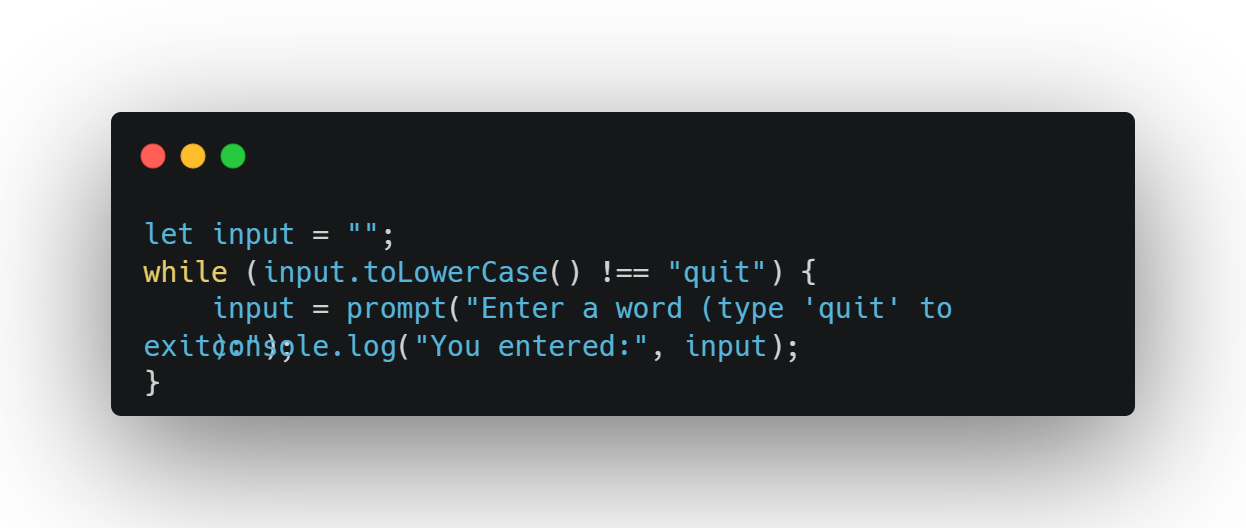 let input = "";
while (input.toLowerCase() !== "quit") {
    input = prompt("Enter a word (type 'quit' to
exit):");
    console.log("You entered:", input);
}